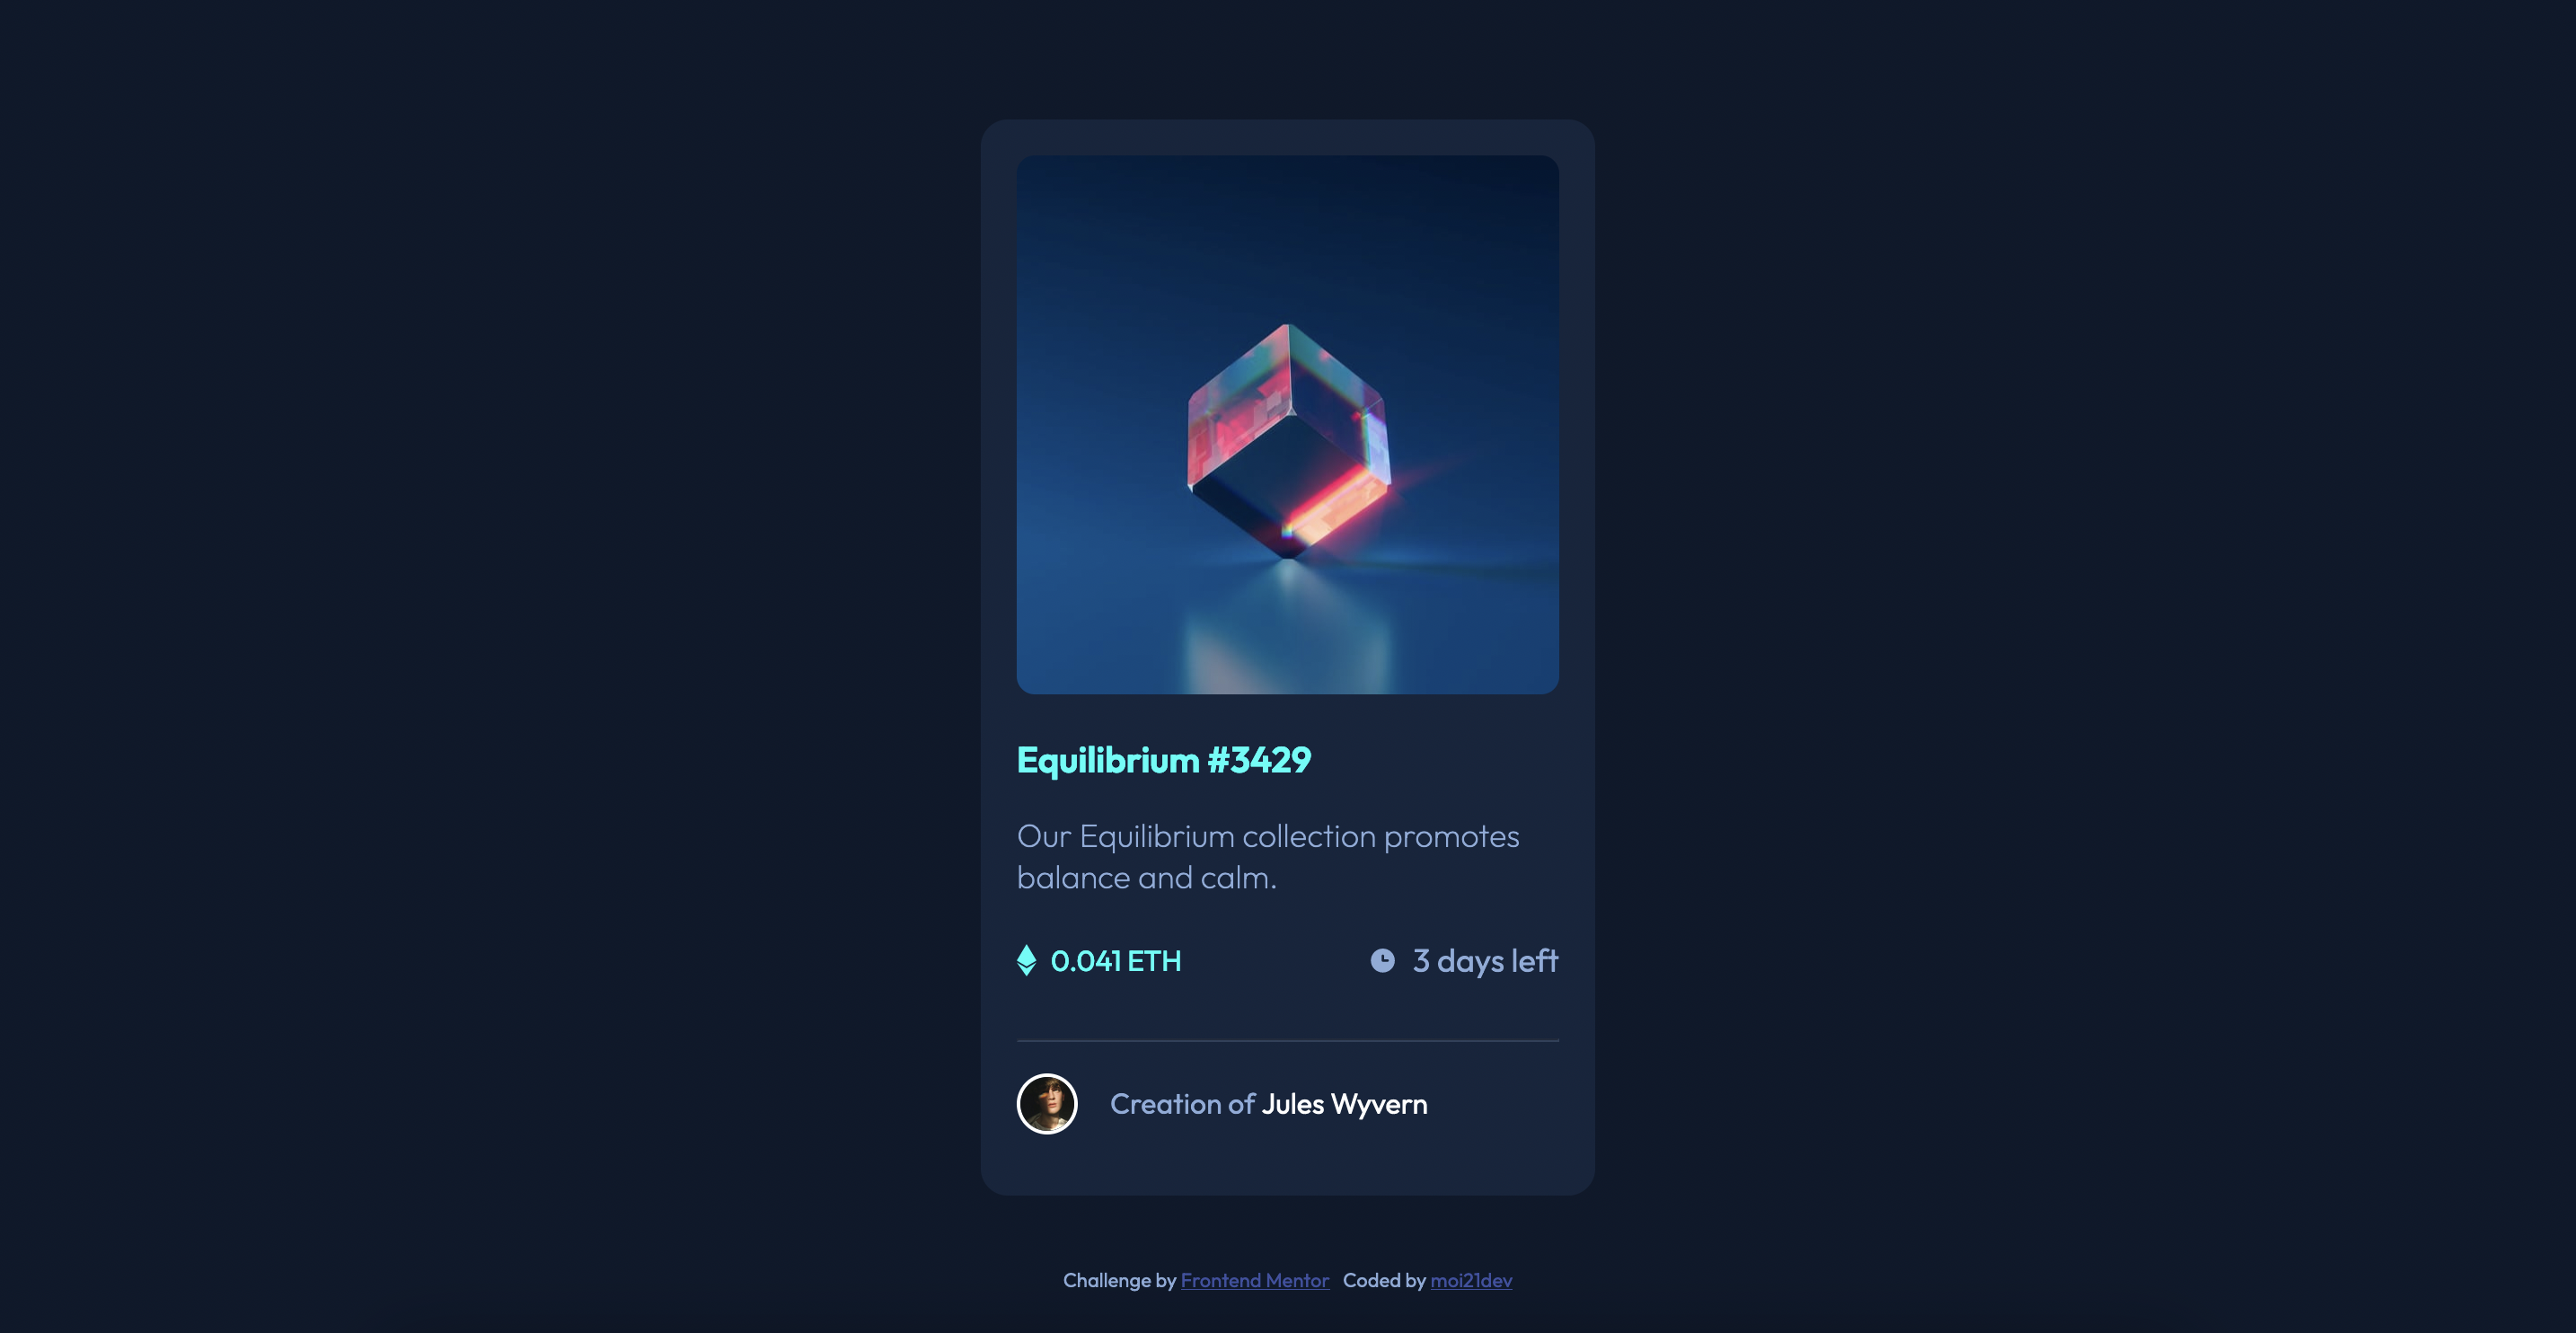 Equilibrium #3429
Our Equilibrium collection promotes
balance and calm.
0.041 ETH 3 days left
Creation of Jules Wyvern
Challenge by Frontend Mentor Coded by moi21dev